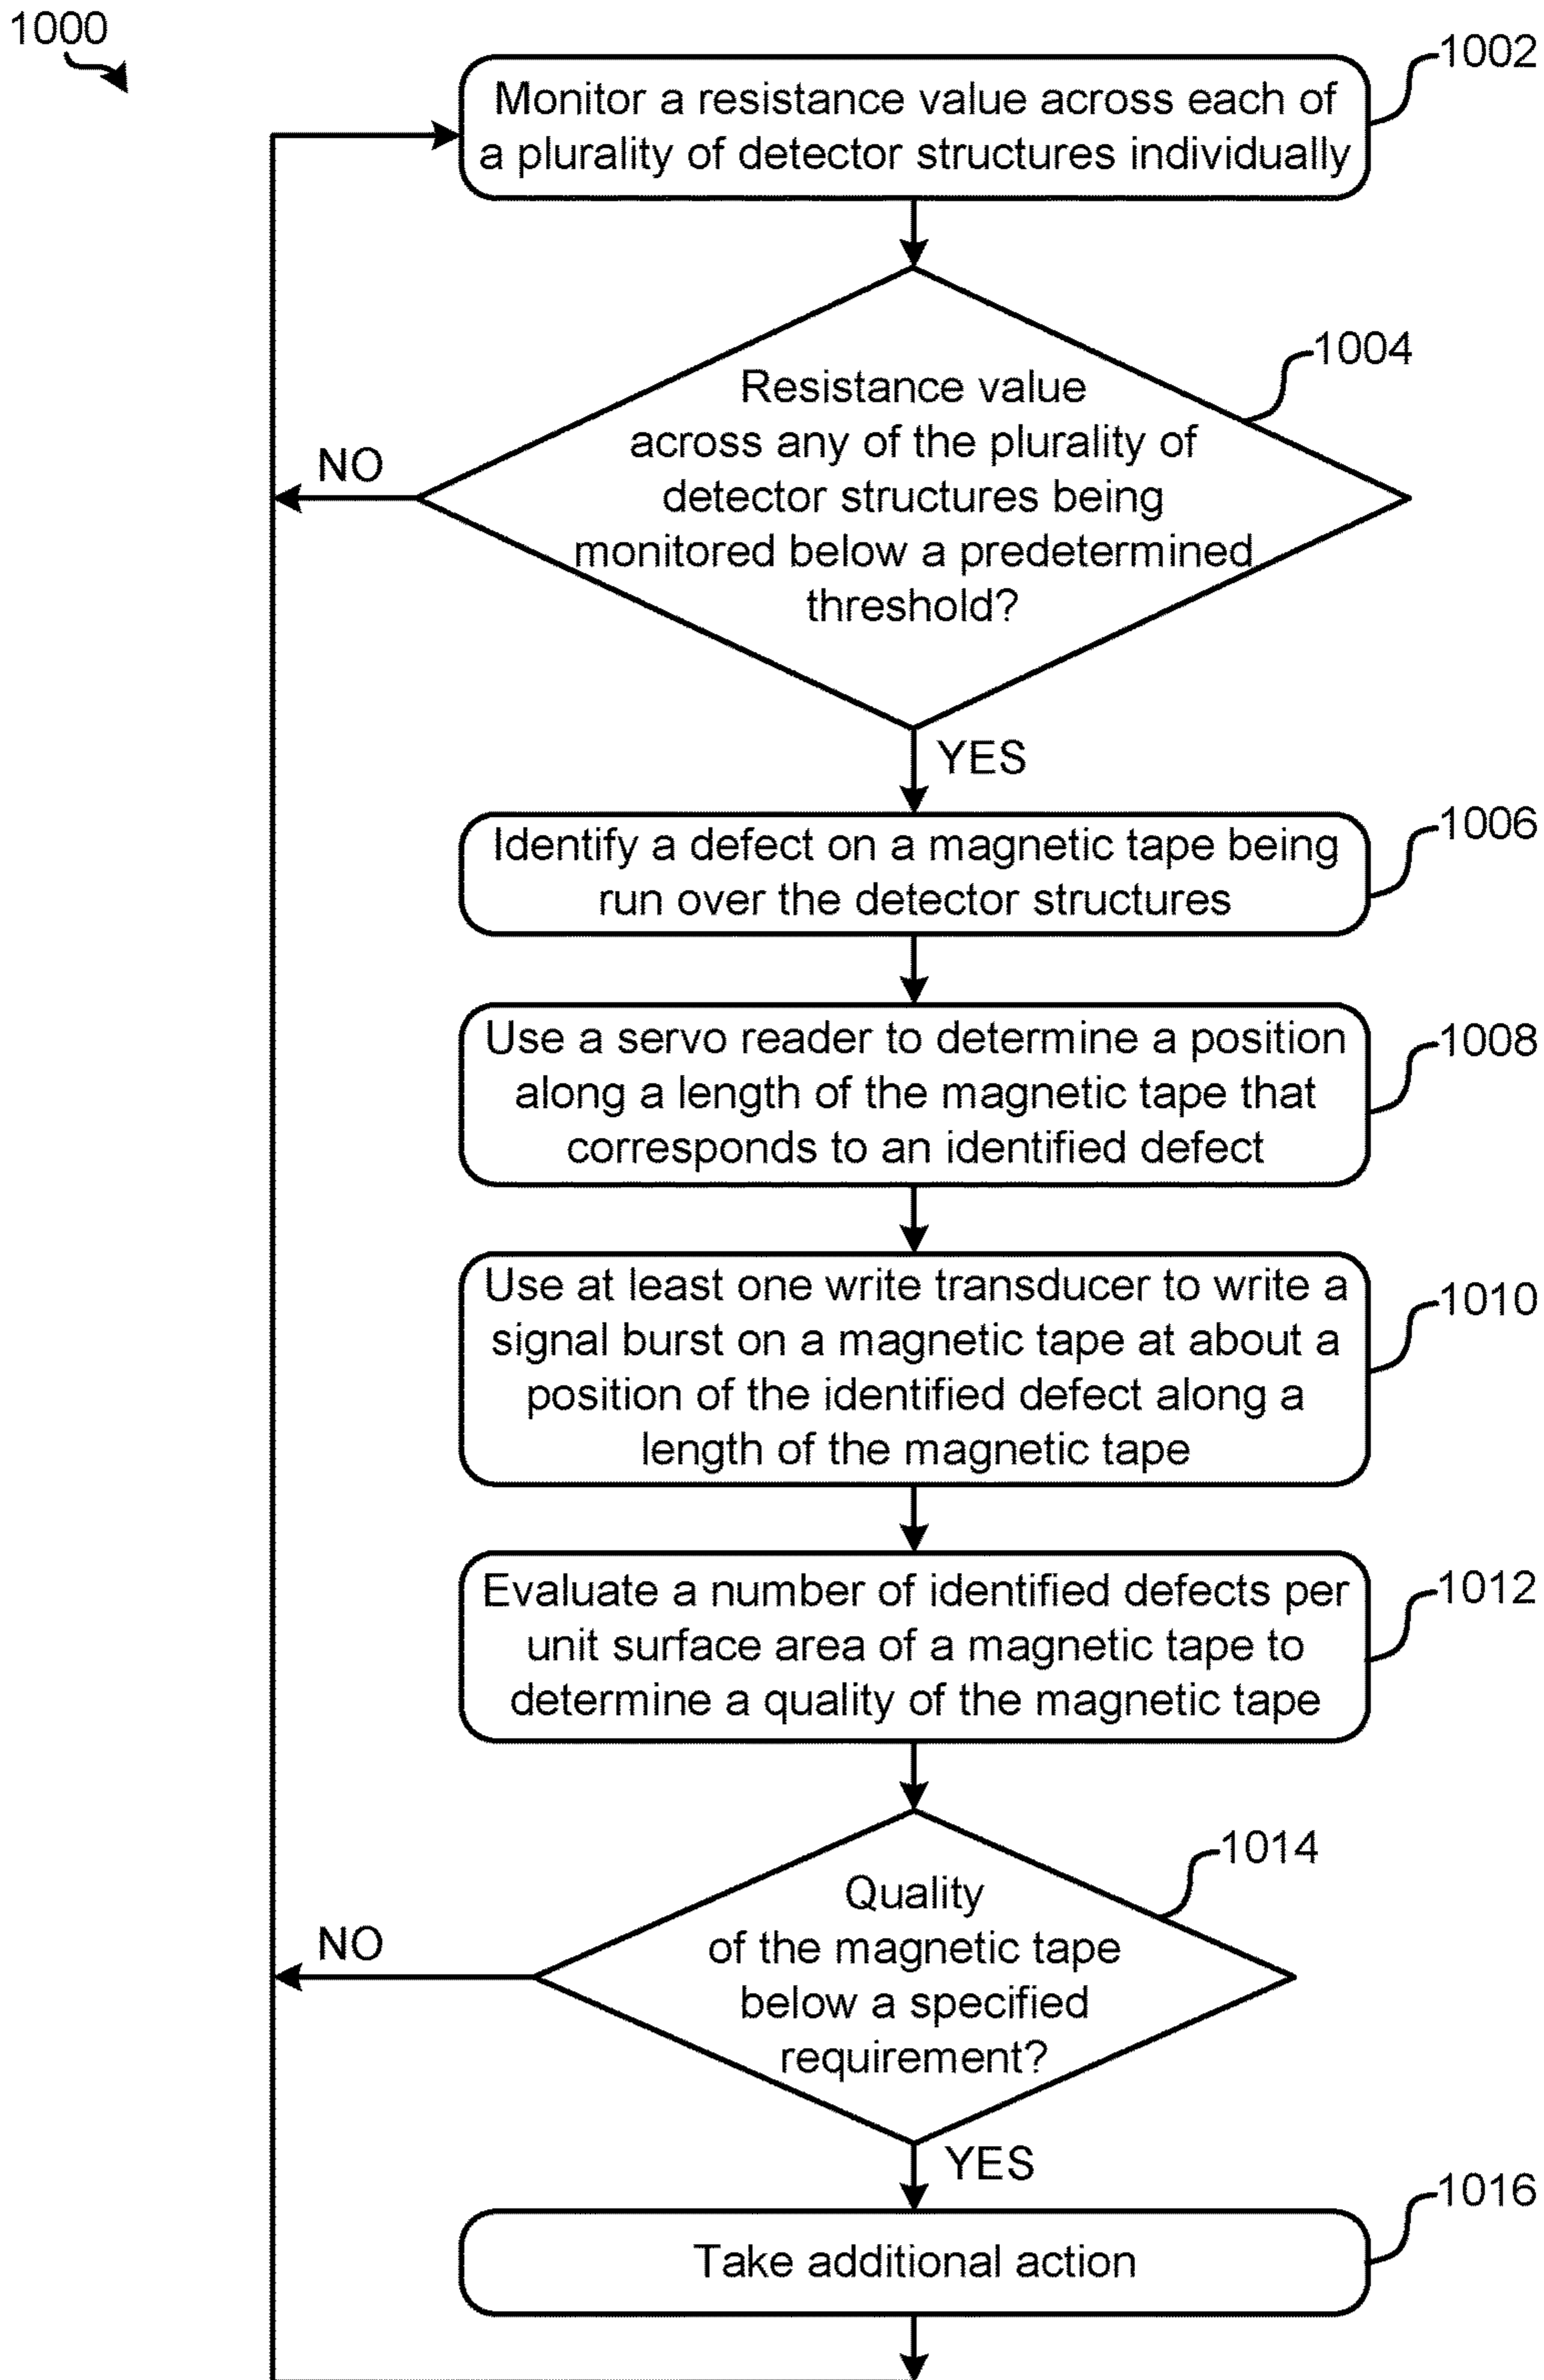 1000
1002
Monitor a resistance value across each of
a plurality of detector structures individually
1004
Resistance value
across any of the plurality of
detector structures being
monitored below a predetermined
threshold?
NO
YES
1006
Identify a defect on a magnetic tape being
run over the detector structures
1008
Use a servo reader to determine a position
along a length of the magnetic tape that
corresponds to an identified defect
1010
Use at least one write transducer to write a
signal burst on a magnetic tape at about a
position of the identified defect along a
length of the magnetic tape
1012
Evaluate a number of identified defects per
unit surface area of a magnetic tape to
determine a quality of the magnetic tape
1014
Quality
of the magnetic tape
below a specified
requirement?
NO
YES
1016
Take additional action